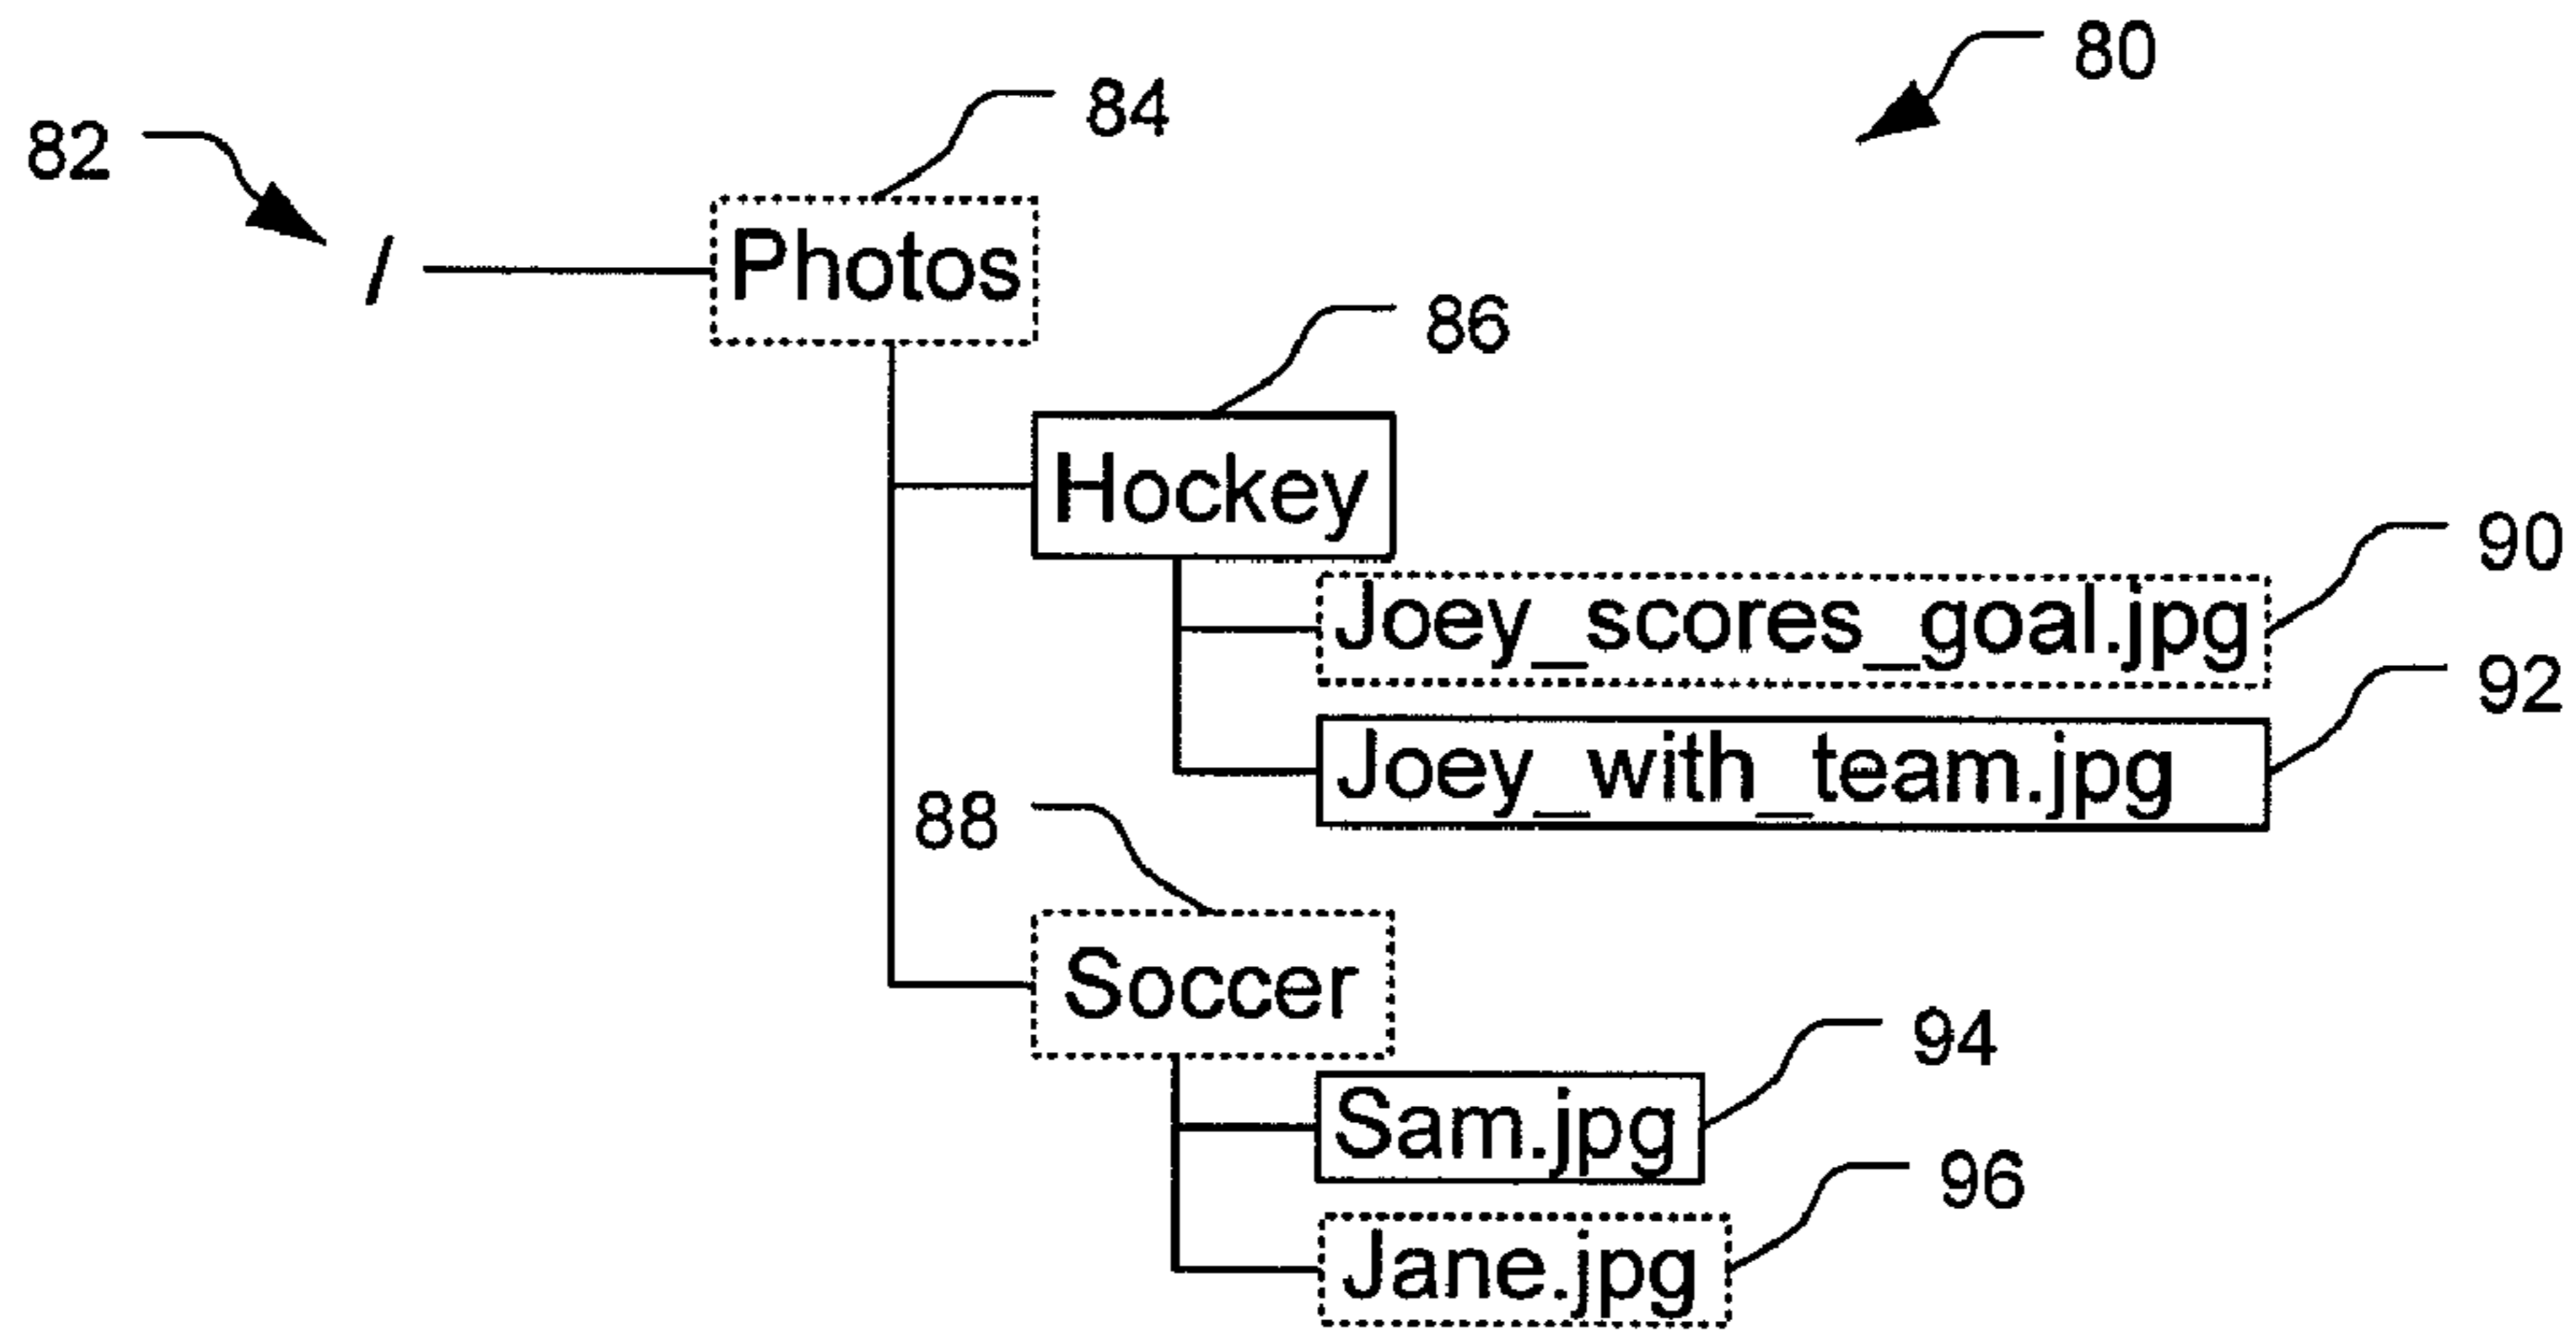 80
84
82
/
Photos
86
Hockey
90
Joey_scores_goal.jpg
92
Joey_with_team.jpg
88
Soccer
94
Sam.jpg
96
Jane.jpg